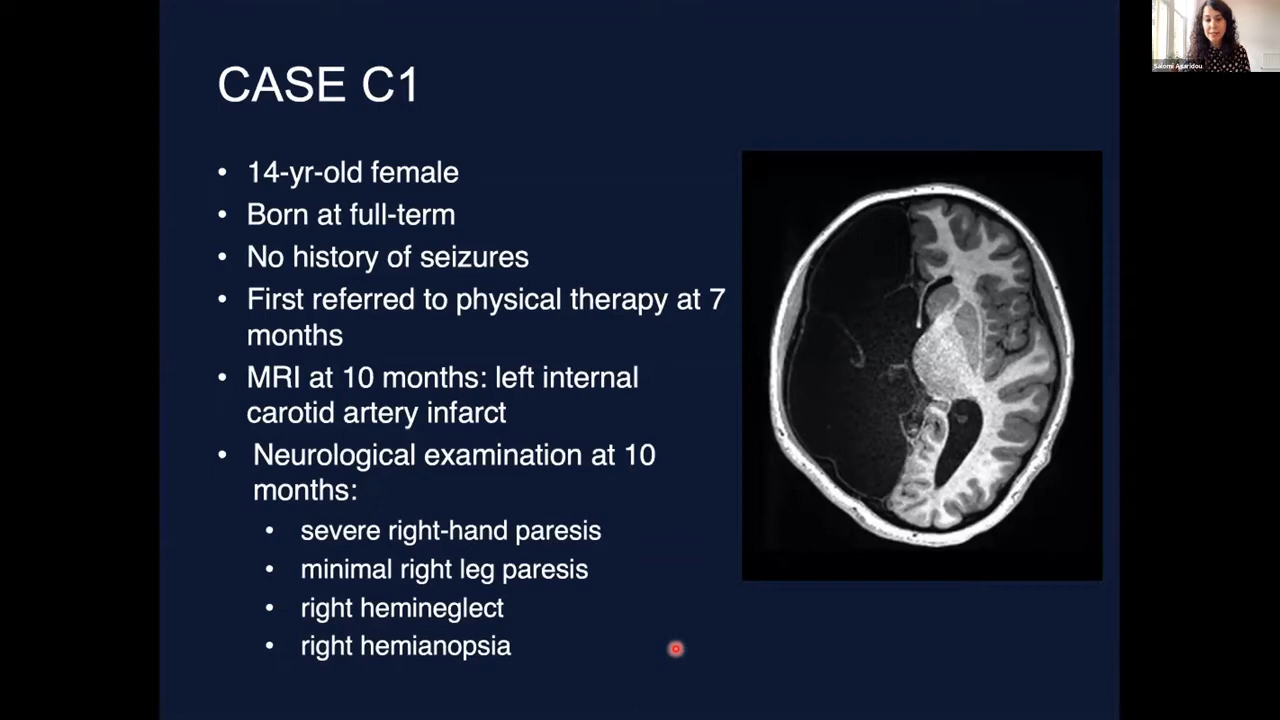 CASE C1
• 14-yr-old female
• Born at full-term
• No history of seizures
• First referred to physical therapy at 7
months
• MRI at 10 months: left internal
carotid artery infarct
• Neurological examination at 10
months:
• severe right-hand paresis
• minimal right leg paresis
• right hemineglect
• right hemianopsia
Salomi Asaridou